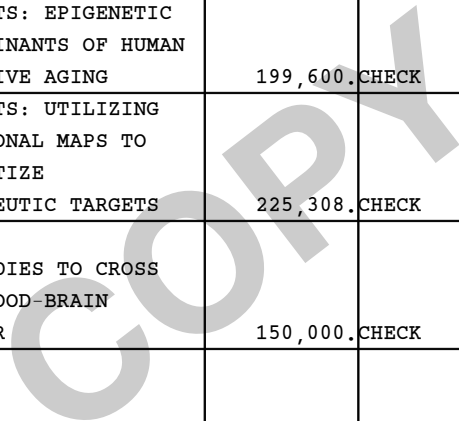 TS: EPIGENETIC
INANTS OF HUMAN
IVE AGING 199,600. CHECK
TS: UTILIZING
ONAL MAPS TO
TIZE
EUTIC TARGETS 225,308. CHECK
DIES TO CROSS
OOD-BRAIN
R 150,000. CHECK
COPY